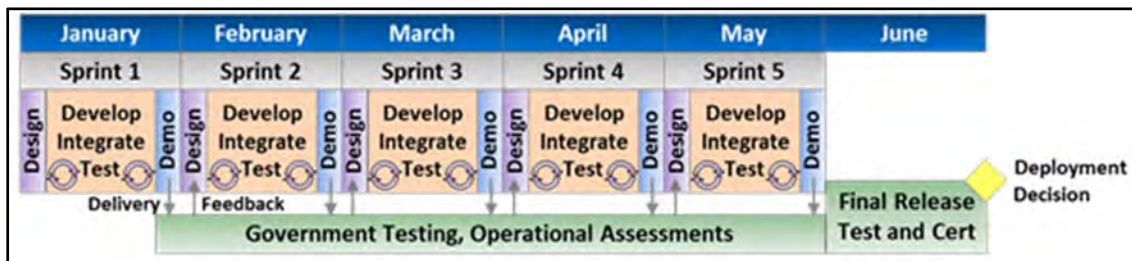 January February March April May June
Sprint 1 Sprint 2 Sprint 3 Sprint 4 Sprint 5
Design Develop Integrate Test Demo
Design Develop Integrate Test Demo
Design Develop Integrate Test Demo
Design Develop Integrate Test Demo
Design Develop Integrate Test Demo
Delivery Feedback
Government Testing, Operational Assessments
Final Release
Test and Cert
Deployment
Decision